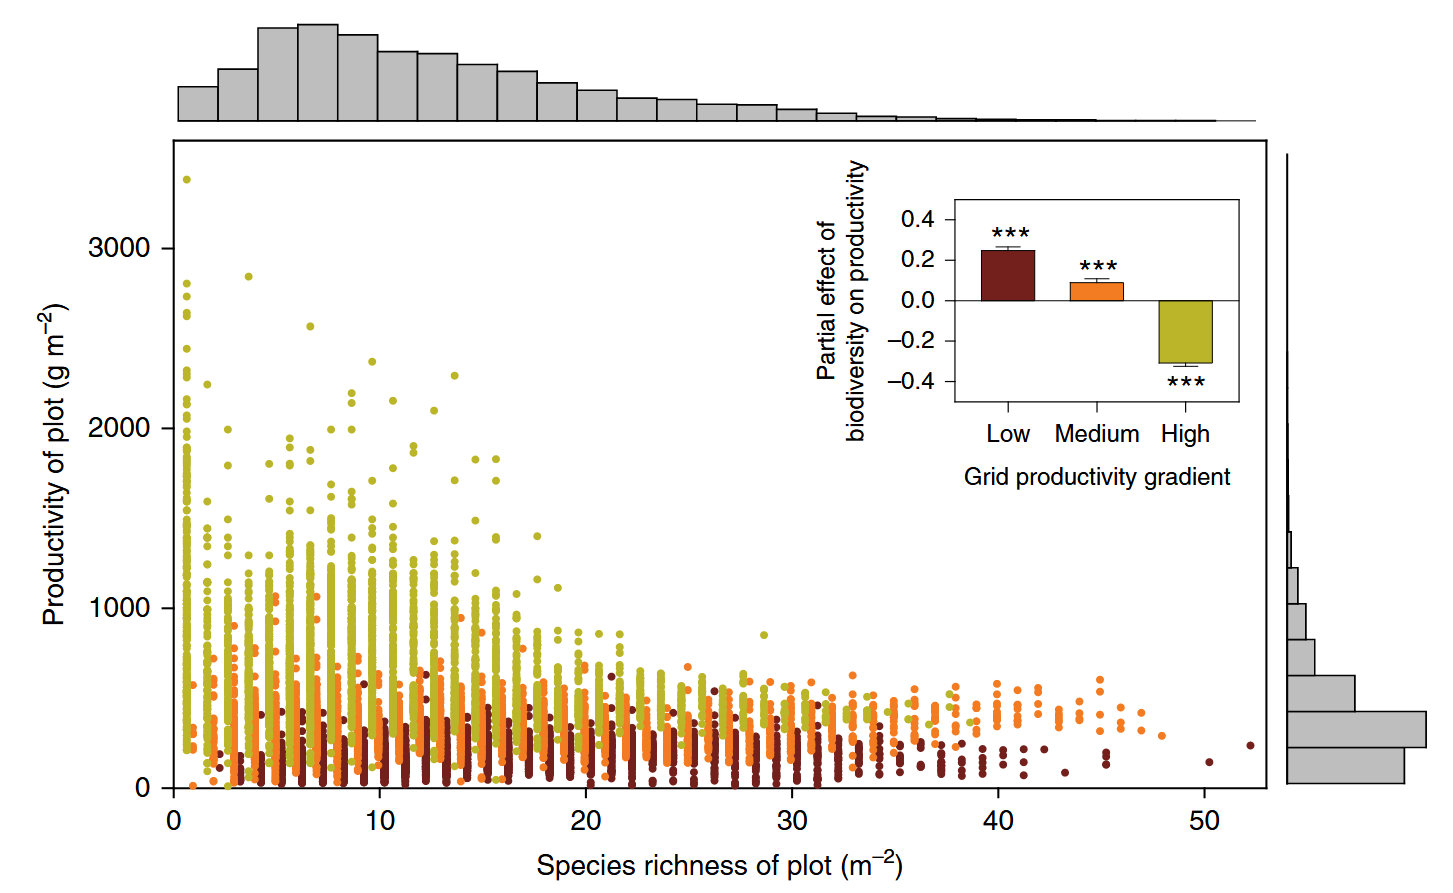 Productivity of plot (g m⁻²)
3000
2000
1000
0
0 10 20 30 40 50
Species richness of plot (m⁻²)
Partial effect of
biodiversity on productivity
0.4
0.2
0.0
−0.2
−0.4
***
***
***
Low Medium High
Grid productivity gradient